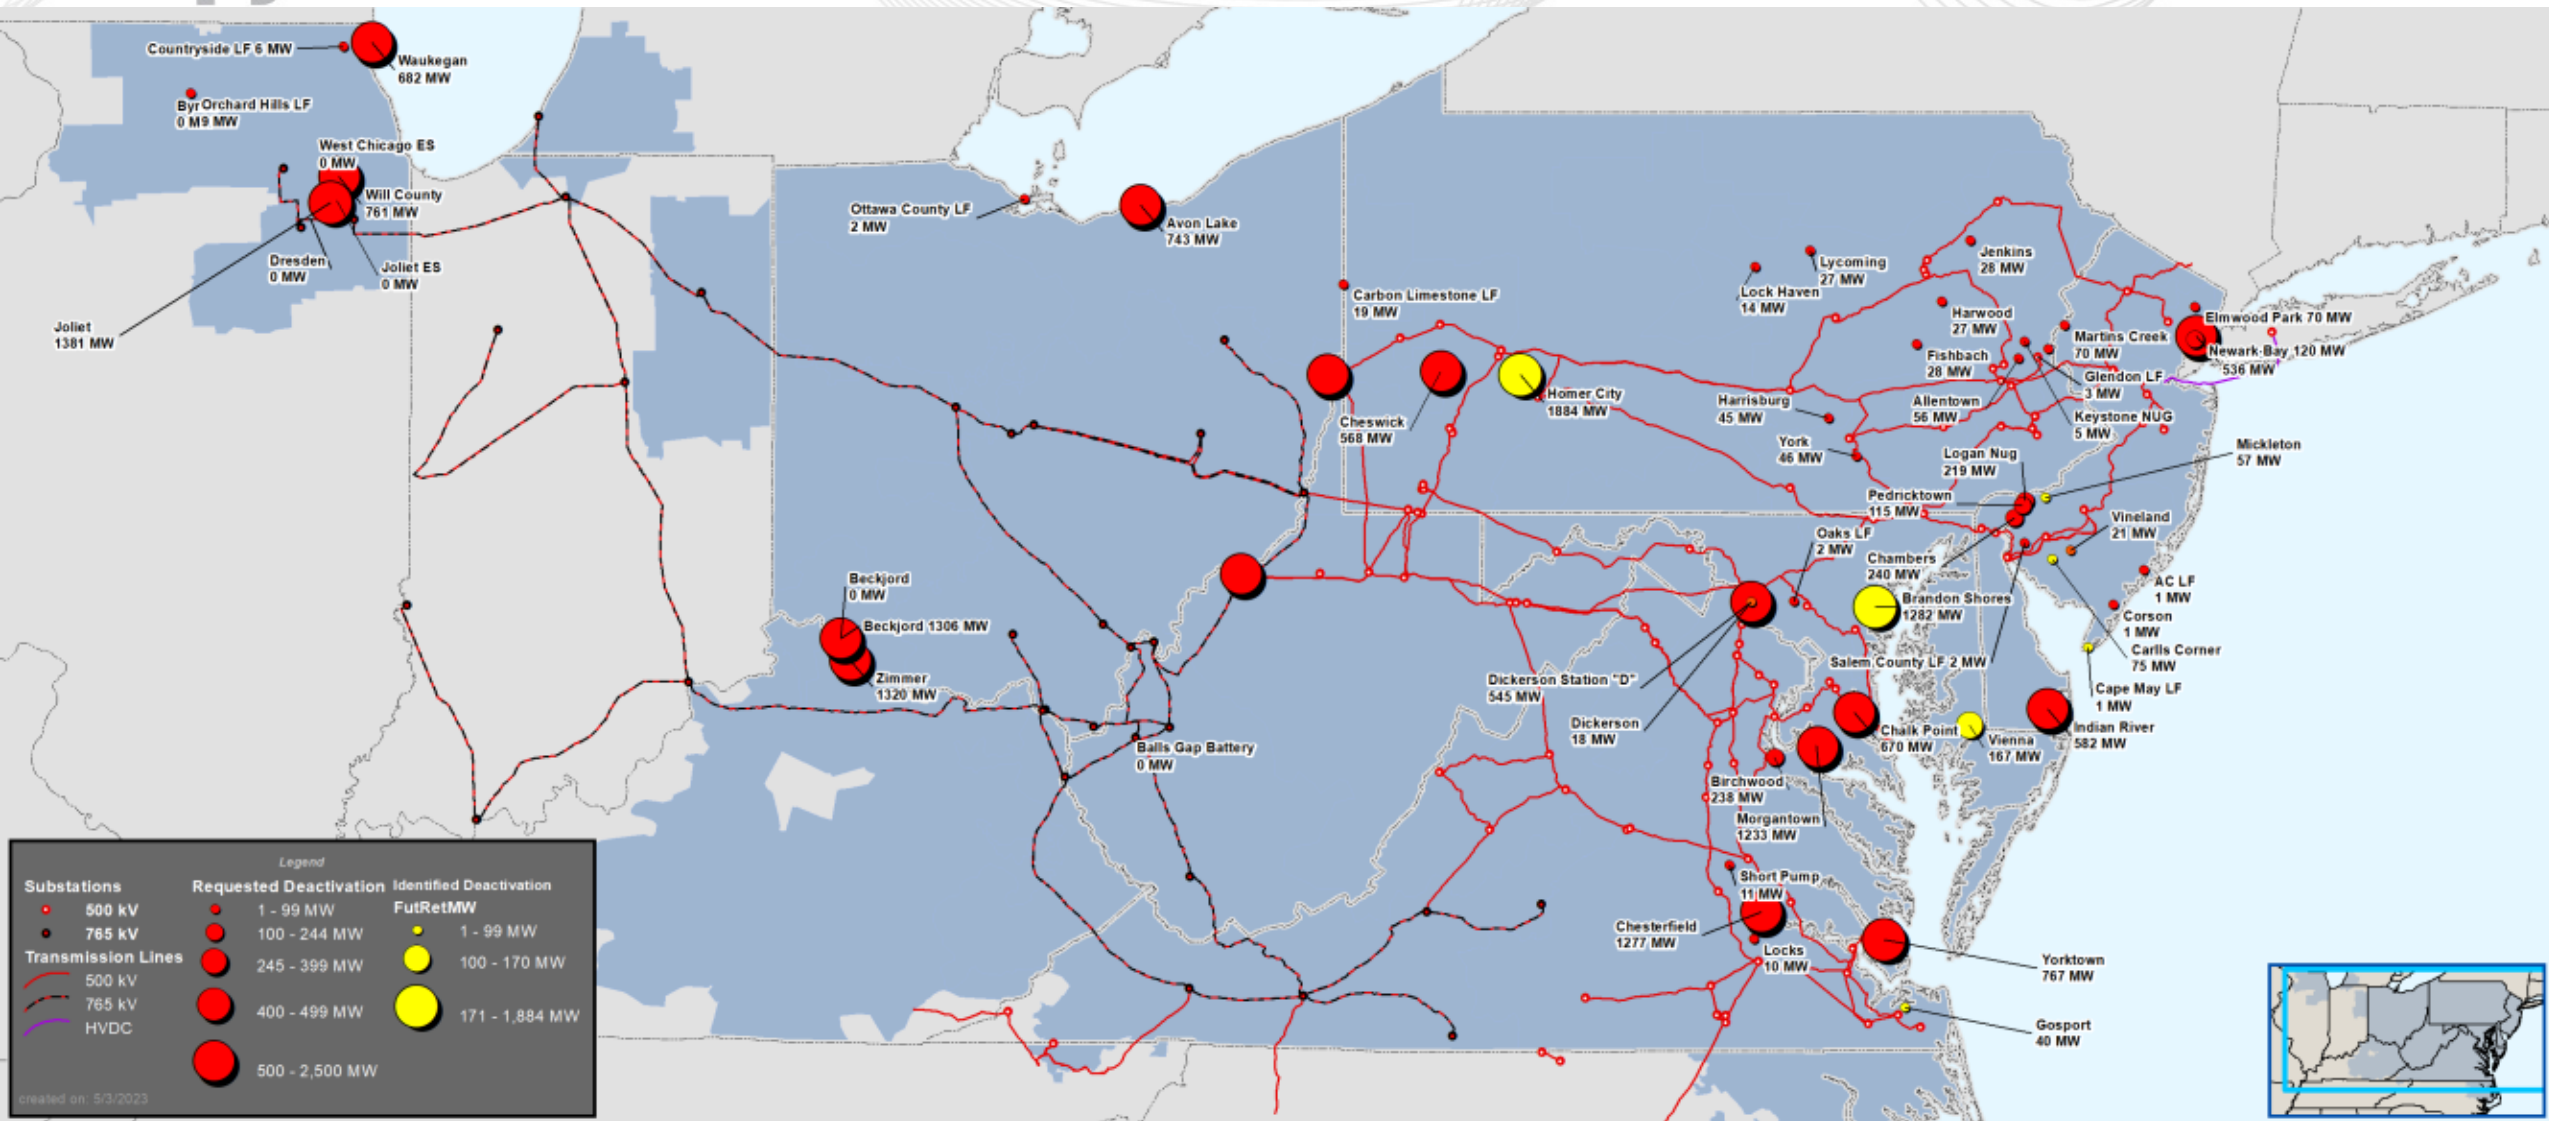 Countryside LF 6 MW
Waukegan
682 MW
Orchard Hills LF
9 MW
West Chicago ES
0 MW
Will County
761 MW
Dresden
0 MW
Joliet ES
0 MW
Joliet
1381 MW
Ottawa County LF
2 MW
Avon Lake
743 MW
Carbon Limestone LF
19 MW
Cheswick
568 MW
Homer City
1884 MW
Lycoming
27 MW
Lock Haven
14 MW
Jenkins
28 MW
Harwood
27 MW
Fishbach
28 MW
Martins Creek
70 MW
Elmwood Park 70 MW
Newark Bay 120 MW
536 MW
Glendon LF
3 MW
Allentown
56 MW
Keystone NUG
5 MW
Harrisburg
45 MW
York
46 MW
Logan Nug
219 MW
Mickleton
57 MW
Pedricktown
115 MW
Vineland
21 MW
Oaks LF
2 MW
Chambers
240 MW
AC LF
1 MW
Brandon Shores
1282 MW
Corson
1 MW
Carlls Corner
75 MW
Salem County LF 2 MW
Cape May LF
1 MW
Beckjord
0 MW
Beckjord 1306 MW
Zimmer
1320 MW
Dickerson Station "D"
545 MW
Dickerson
18 MW
Chalk Point
670 MW
Vienna
167 MW
Indian River
582 MW
Balls Gap Battery
0 MW
Birchwood
238 MW
Morgantown
1233 MW
Short Pump
11 MW
Chesterfield
1277 MW
Locks
10 MW
Yorktown
767 MW
Gosport
40 MW
Legend
Substations
500 kV
765 kV
Transmission Lines
500 kV
765 kV
HVDC
Requested Deactivation
1 - 99 MW
100 - 244 MW
245 - 399 MW
400 - 499 MW
500 - 2,500 MW
Identified Deactivation
FutRetMW
1 - 99 MW
100 - 170 MW
171 - 1,884 MW
created on: 5/3/2023